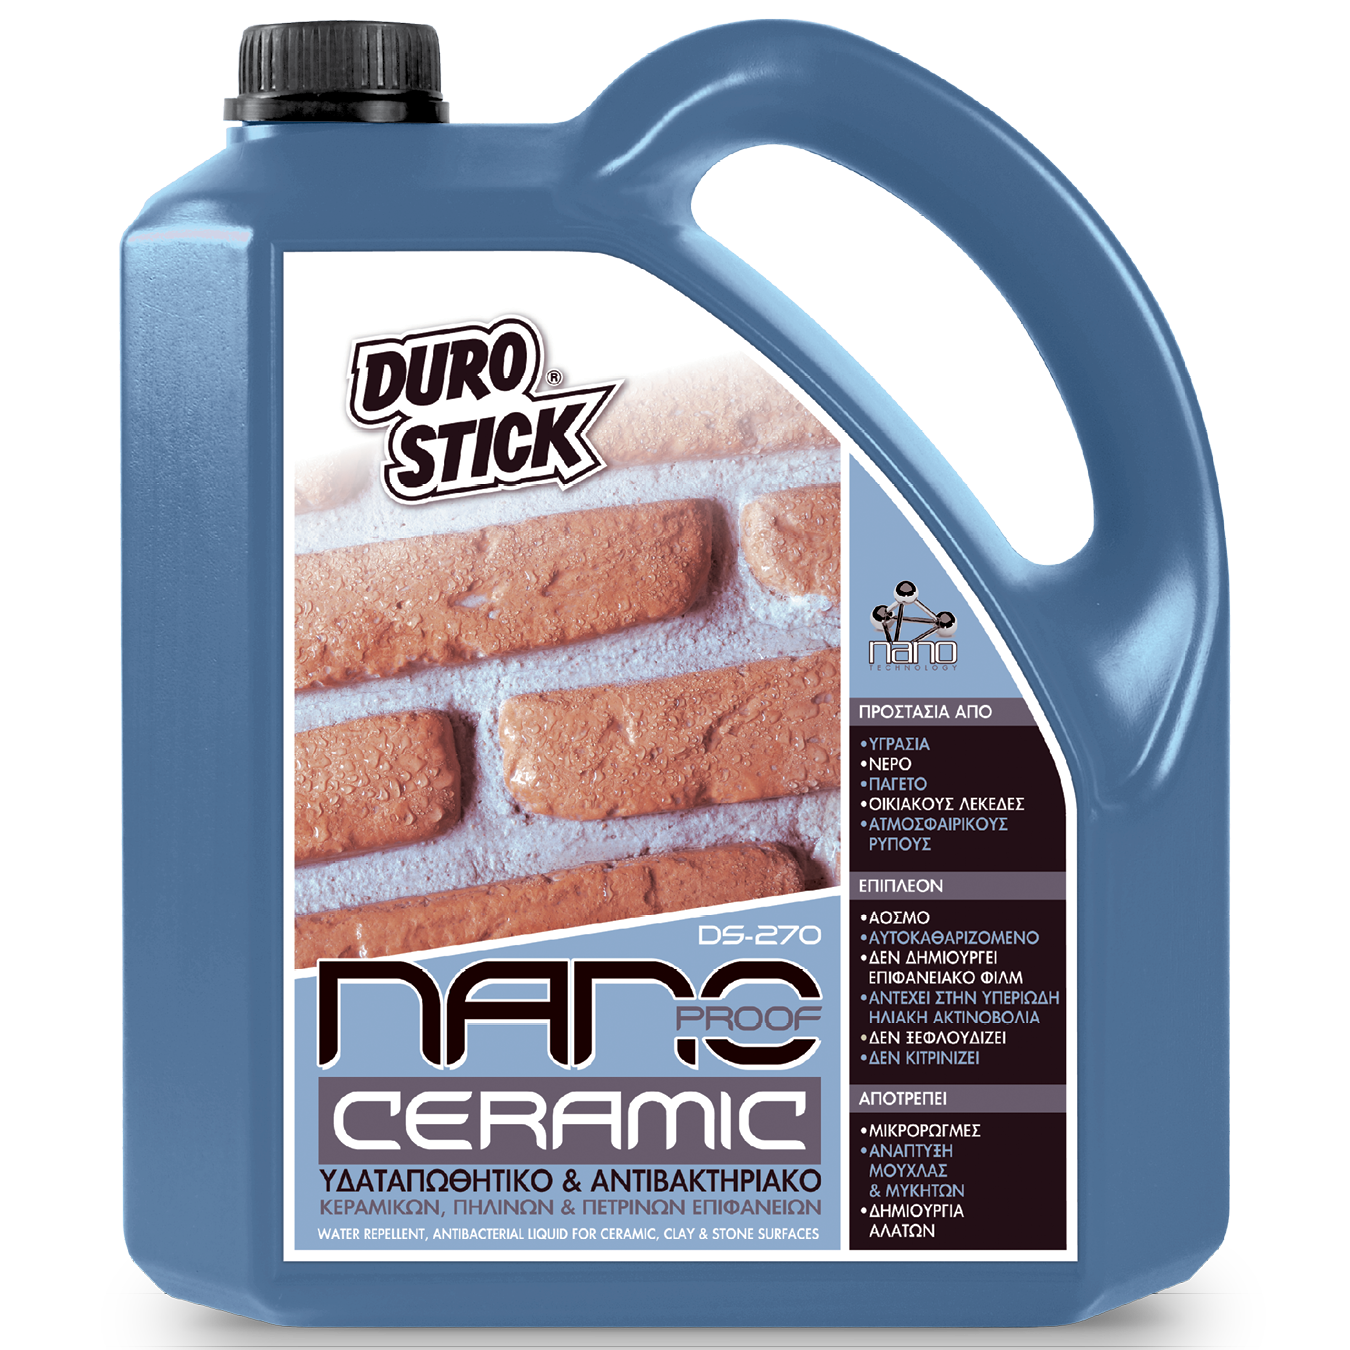 DURO
STICK®
nano
TECHNOLOGY
ΠΡΟΣΤΑΣΙΑ ΑΠΟ
•ΥΓΡΑΣΙΑ
•ΝΕΡΟ
•ΠΑΓΕΤΟ
•ΟΙΚΙΑΚΟΥΣ ΛΕΚΕΔΕΣ
•ΑΤΜΟΣΦΑΙΡΙΚΟΥΣ
ΡΥΠΟΥΣ
ΕΠΙΠΛΕΟΝ
•ΑΟΣΜΟ
•ΑΥΤΟΚΑΘΑΡΙΖΟΜΕΝΟ
•ΔΕΝ ΔΗΜΙΟΥΡΓΕΙ
ΕΠΙΦΑΝΕΙΑΚΟ ΦΙΛΜ
•ΑΝΤΕΧΕΙ ΣΤΗΝ ΥΠΕΡΙΩΔΗ
ΗΛΙΑΚΗ ΑΚΤΙΝΟΒΟΛΙΑ
•ΔΕΝ ΞΕΦΛΟΥΔΙΖΕΙ
•ΔΕΝ ΚΙΤΡΙΝΙΖΕΙ
ΑΠΟΤΡΕΠΕΙ
•ΜΙΚΡΟΡΩΓΜΕΣ
•ΑΝΑΠΤΥΞΗ
ΜΟΥΧΛΑΣ
& ΜΥΚΗΤΩΝ
•ΔΗΜΙΟΥΡΓΙΑ
ΑΛΑΤΩΝ
DS-270
NANO
PROOF
CERAMIC
ΥΔΑΤΑΠΩΘΗΤΙΚΟ & ΑΝΤΙΒΑΚΤΗΡΙΑΚΟ
ΚΕΡΑΜΙΚΩΝ, ΠΗΛΙΝΩΝ & ΠΕΤΡΙΝΩΝ ΕΠΙΦΑΝΕΙΩΝ
WATER REPELLENT, ANTIBACTERIAL LIQUID FOR CERAMIC, CLAY & STONE SURFACES